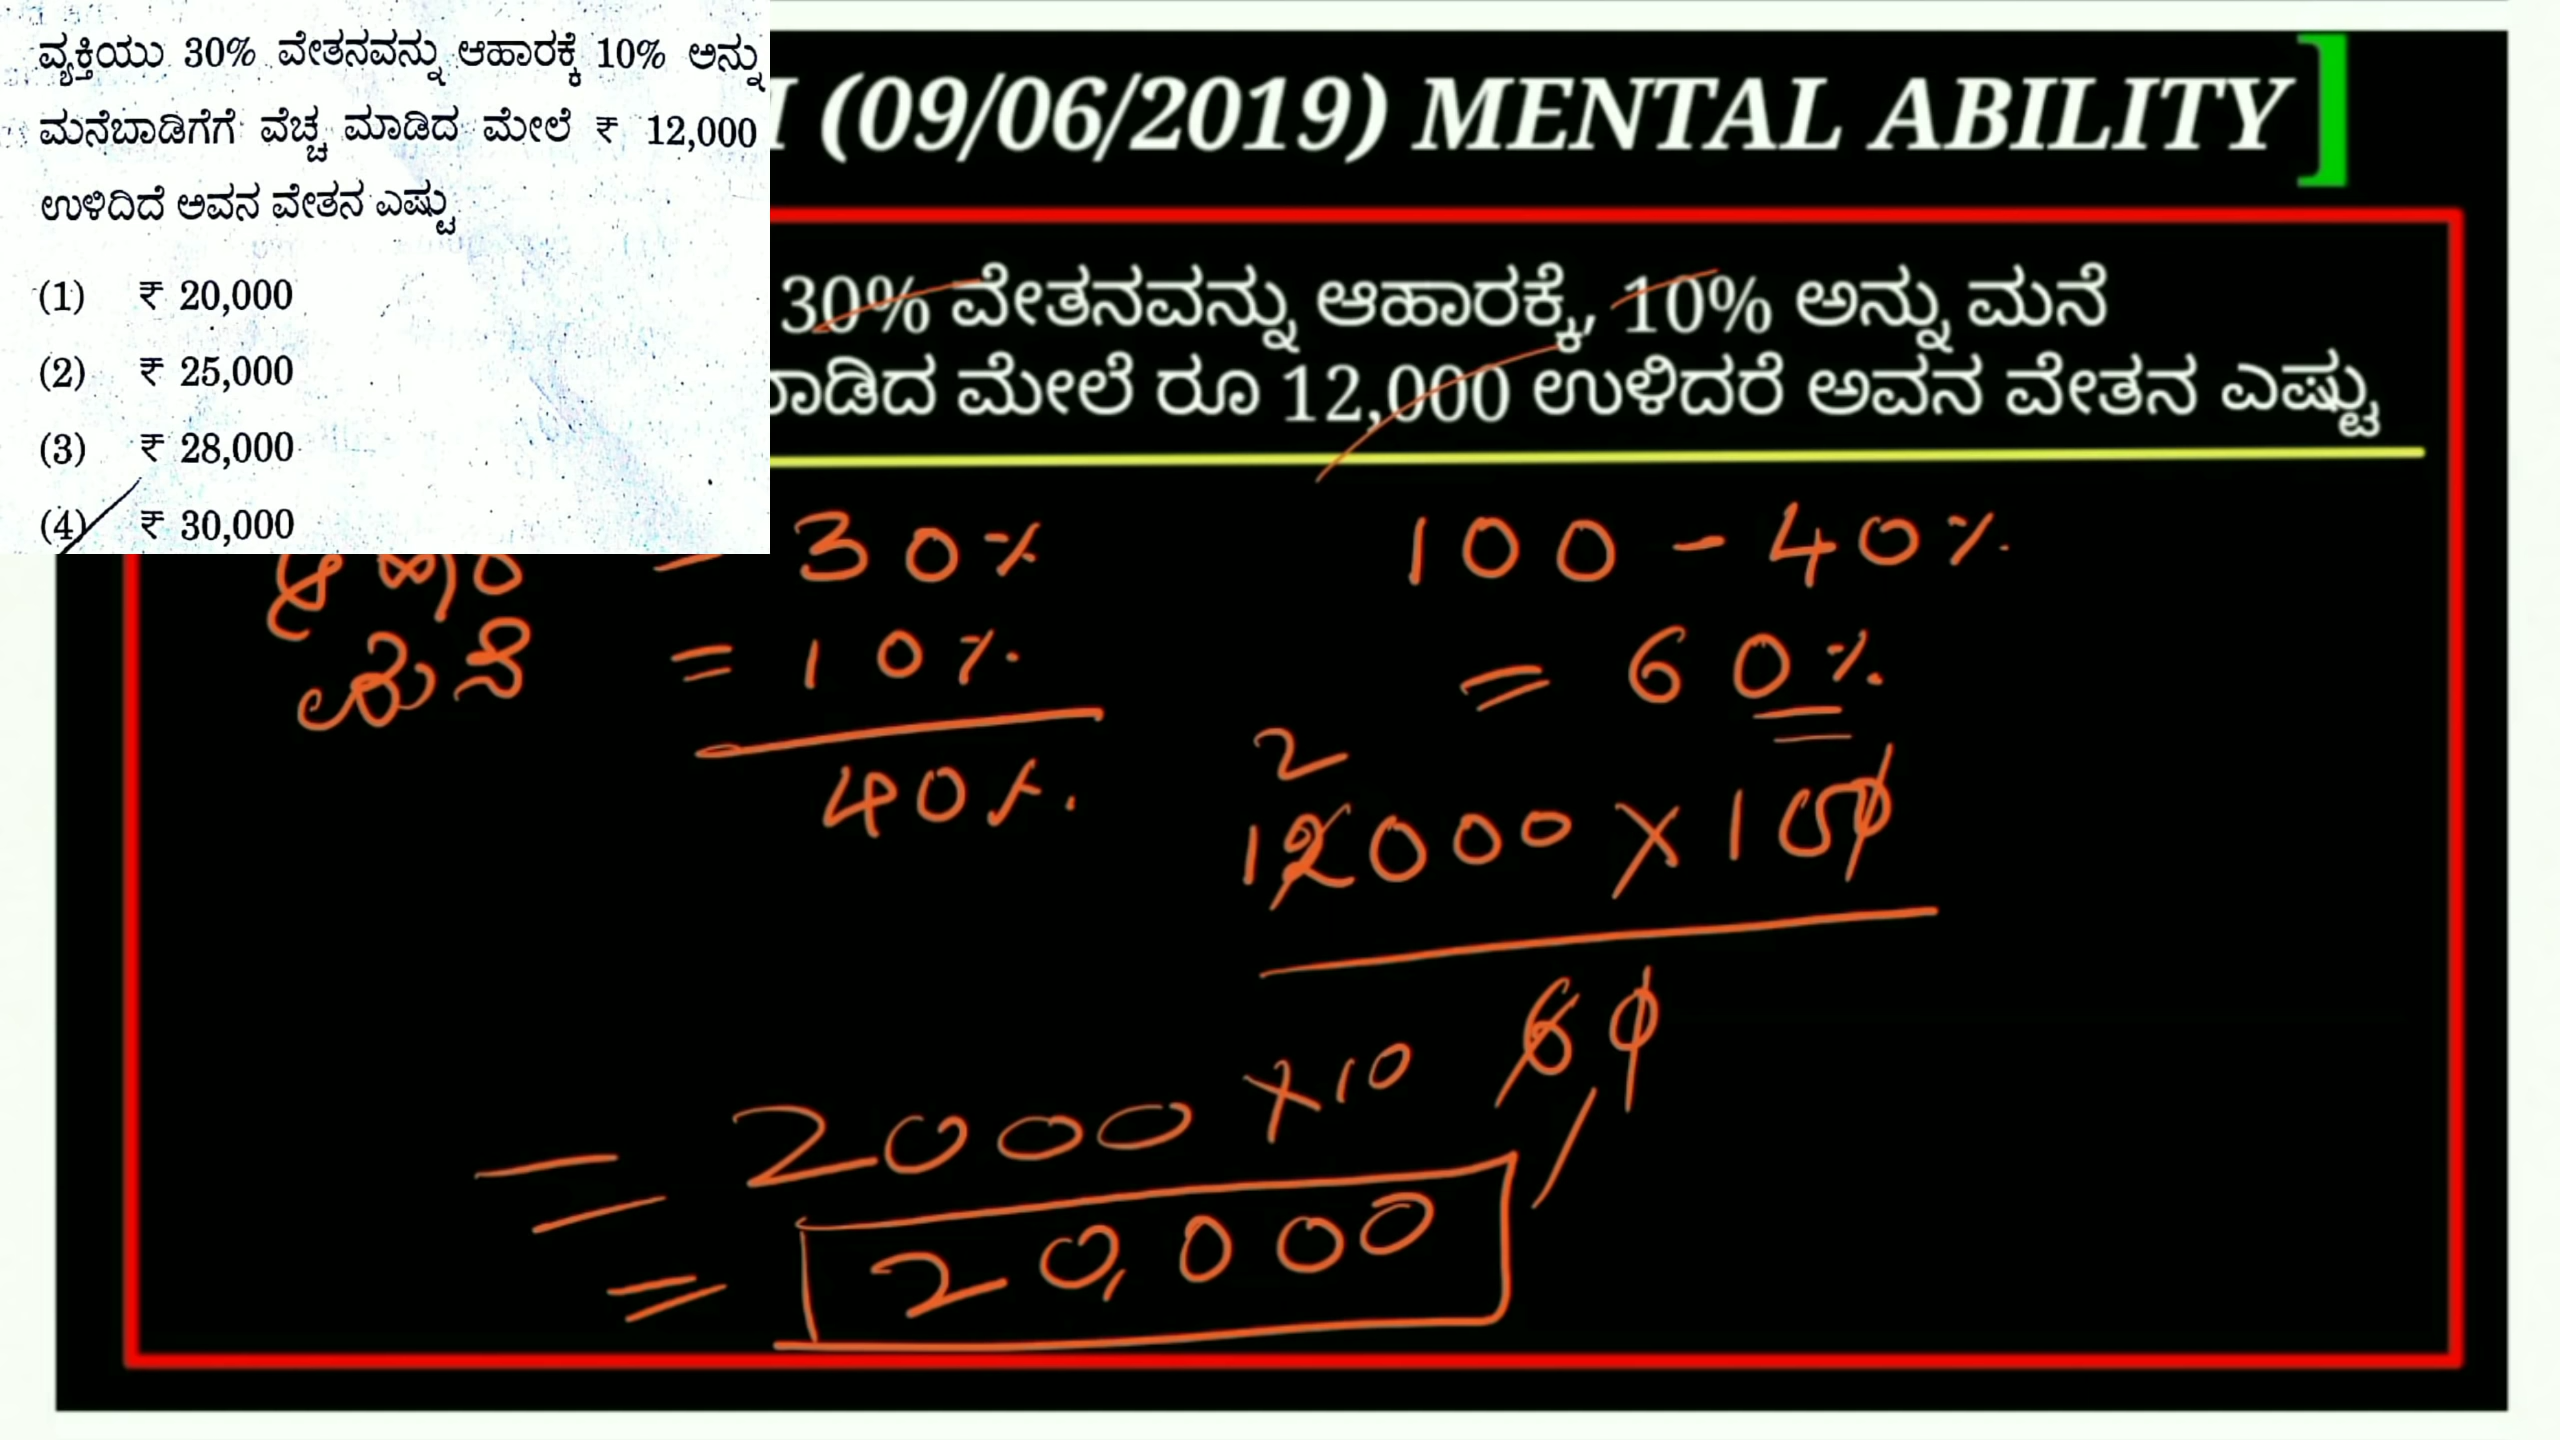 ವ್ಯಕ್ತಿಯು 30% ವೇತನವನ್ನು ಆಹಾರಕ್ಕೆ 10% ಅನ್ನು
ಮನೆಬಾಡಿಗೆಗೆ ವೆಚ್ಚ ಮಾಡಿದ ಮೇಲೆ ₹ 12,000
ಉಳಿದಿದೆ ಅವನ ವೇತನ ಎಷ್ಟು
(1) ₹ 20,000
(2) ₹ 25,000
(3) ₹ 28,000
(4) ₹ 30,000
(09/06/2019) MENTAL ABILITY]
30% ವೇತನವನ್ನು ಆಹಾರಕ್ಕೆ, 10% ಅನ್ನು ಮನೆ
ಬಾಡಿದ ಮೇಲೆ ರೂ 12,000 ಉಳಿದರೆ ಅವನ ವೇತನ ಎಷ್ಟು
ಆಹಾರ = 30%
ಮನೆ = 10%
40%.
100 - 40%
= 60%
2
12000 × 100
60
= 2000 × 10
= 20,000